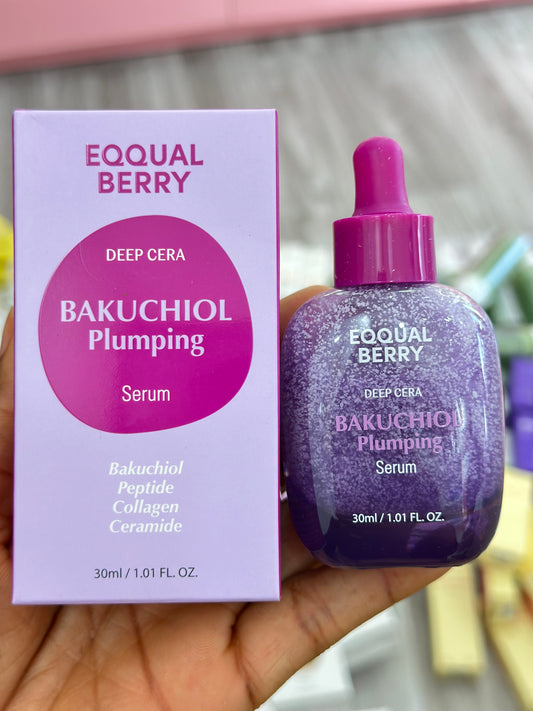 EQQUAL
BERRY
DEEP CERA
BAKUCHIOL
Plumping
Serum
Bakuchiol
Peptide
Collagen
Ceramide
30ml / 1.01 FL. OZ.
EQQUAL
BERRY
DEEP CERA
BAKUCHIOL
Plumping
Serum
30ml / 1.01 FL. OZ.